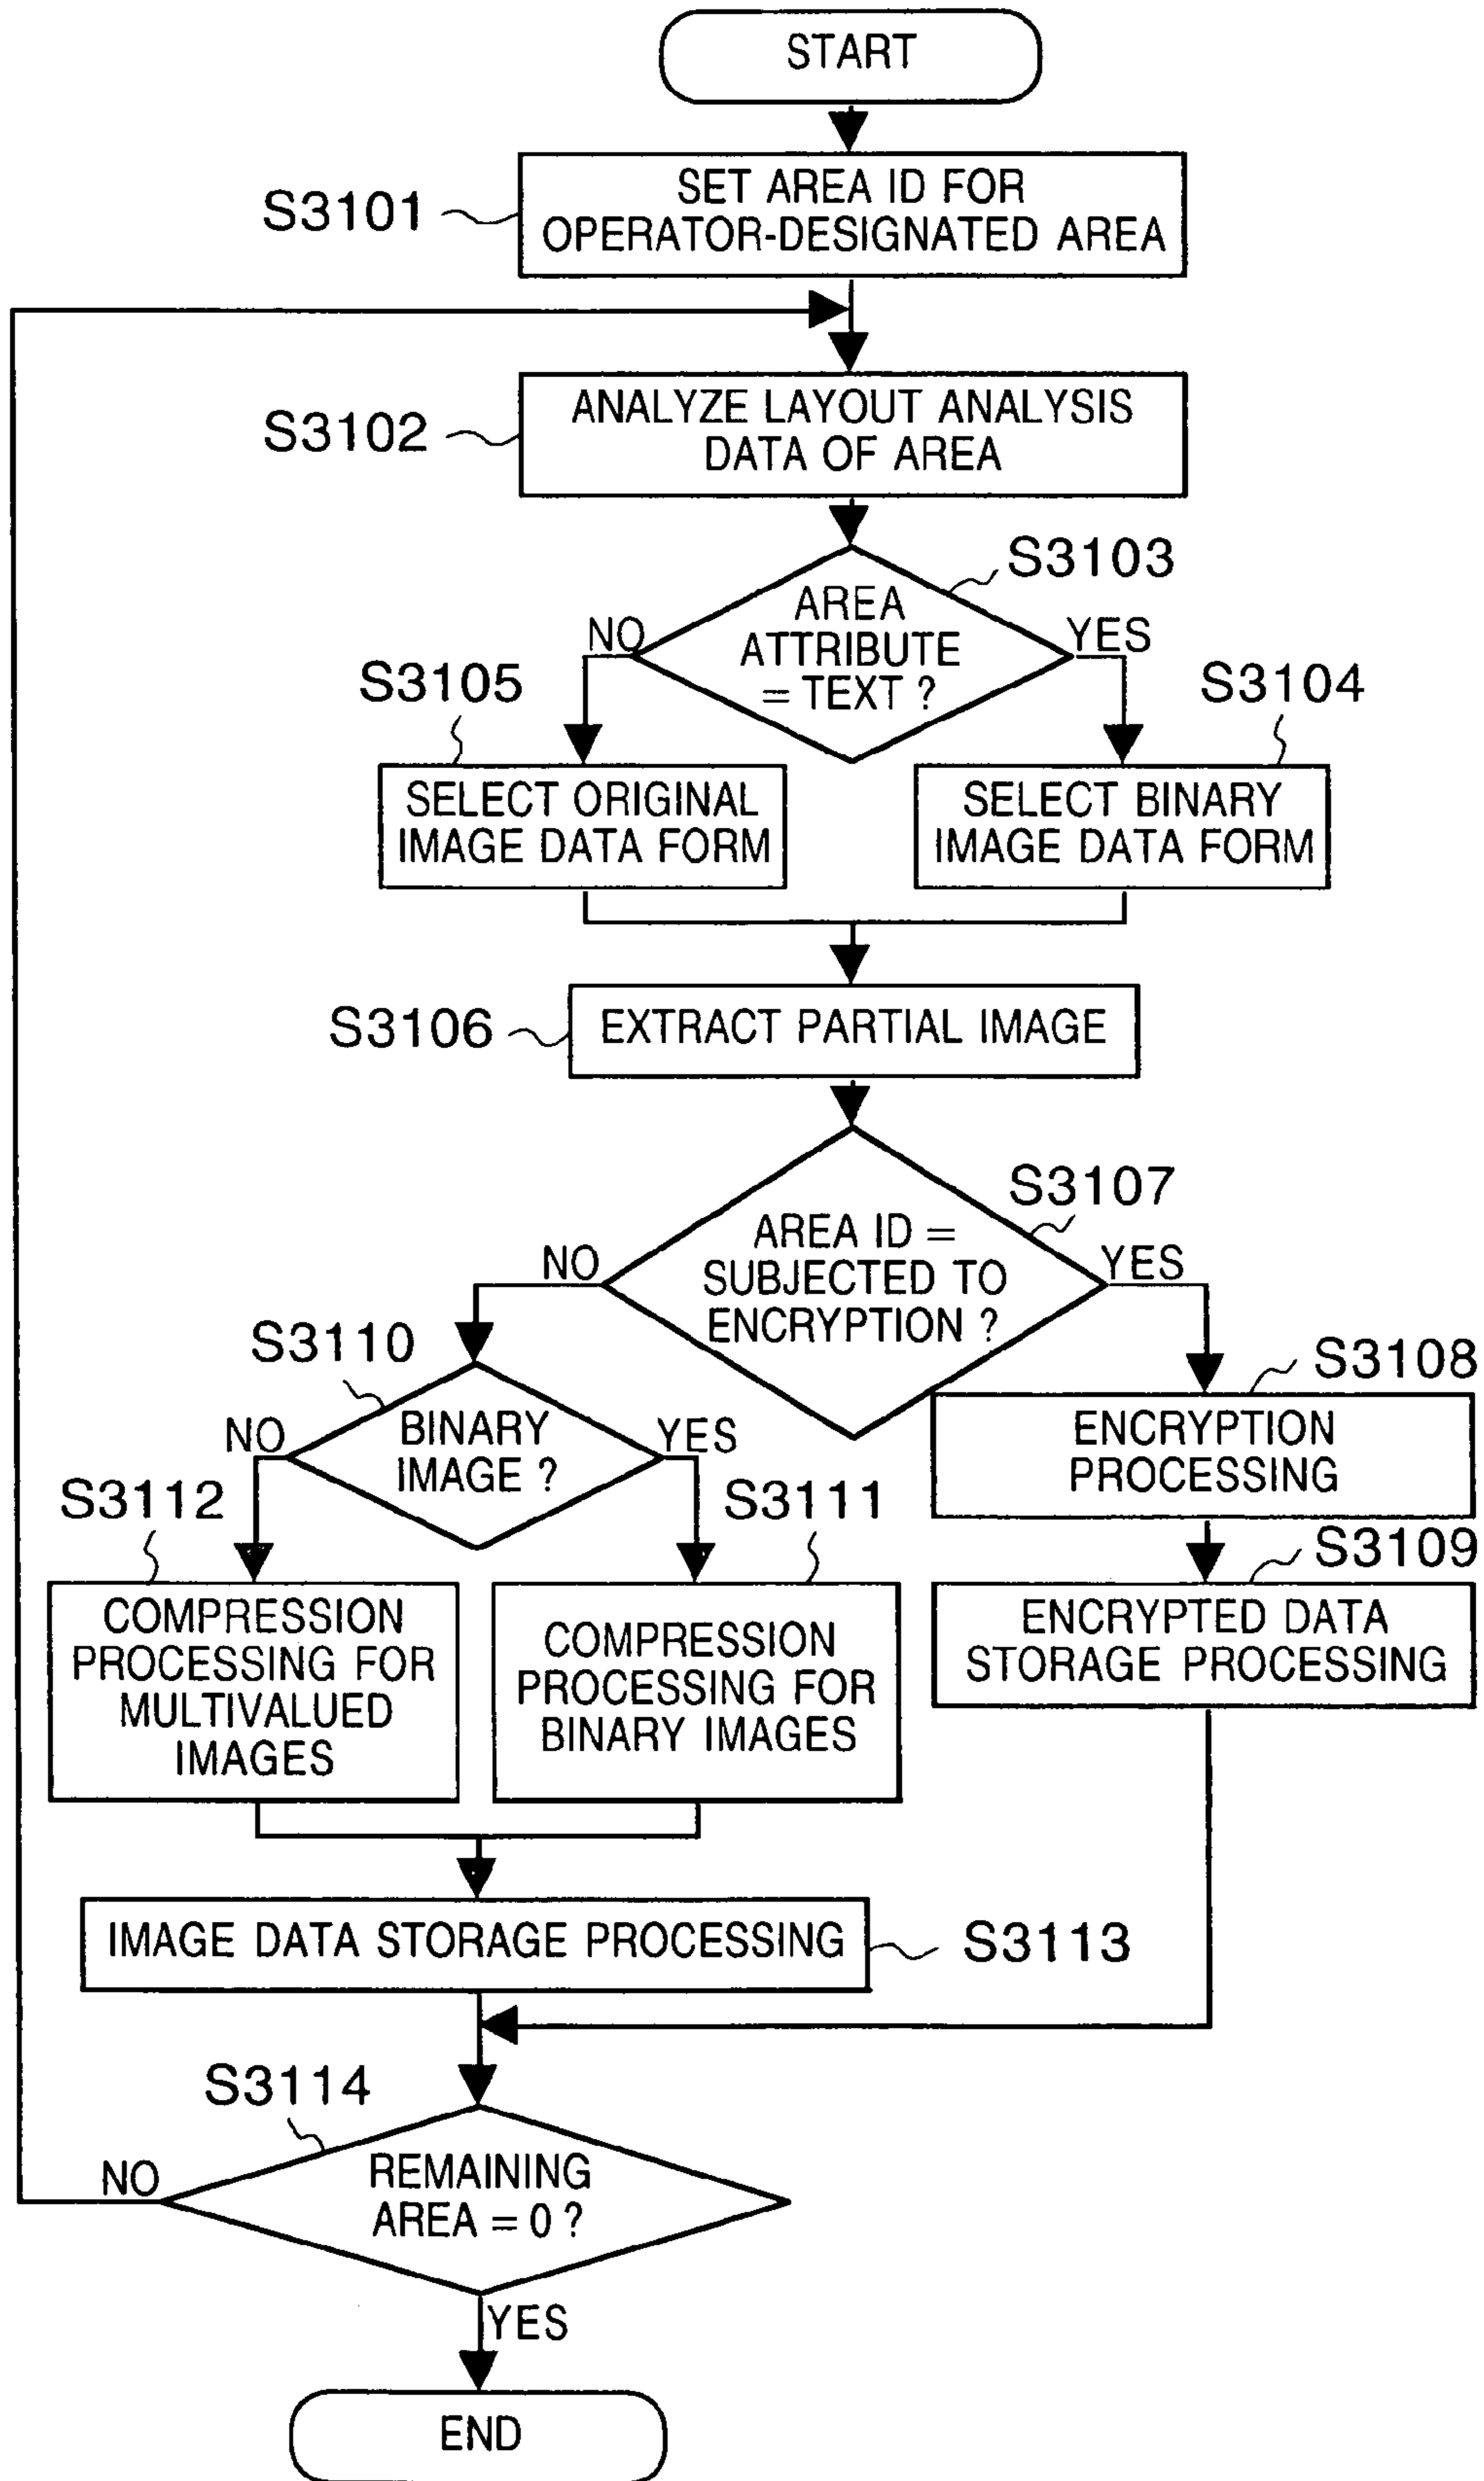 START
S3101
SET AREA ID FOR
OPERATOR-DESIGNATED AREA
S3102
ANALYZE LAYOUT ANALYSIS
DATA OF AREA
S3103
AREA
ATTRIBUTE
= TEXT ?
NO
YES
S3105
S3104
SELECT ORIGINAL
IMAGE DATA FORM
SELECT BINARY
IMAGE DATA FORM
S3106
EXTRACT PARTIAL IMAGE
S3107
AREA ID =
SUBJECTED TO
ENCRYPTION ?
NO
YES
S3110
BINARY
IMAGE ?
NO
YES
S3108
ENCRYPTION
PROCESSING
S3112
COMPRESSION
PROCESSING FOR
MULTIVALUED
IMAGES
S3111
COMPRESSION
PROCESSING FOR
BINARY IMAGES
S3109
ENCRYPTED DATA
STORAGE PROCESSING
IMAGE DATA STORAGE PROCESSING
S3113
S3114
REMAINING
AREA = 0 ?
NO
YES
END